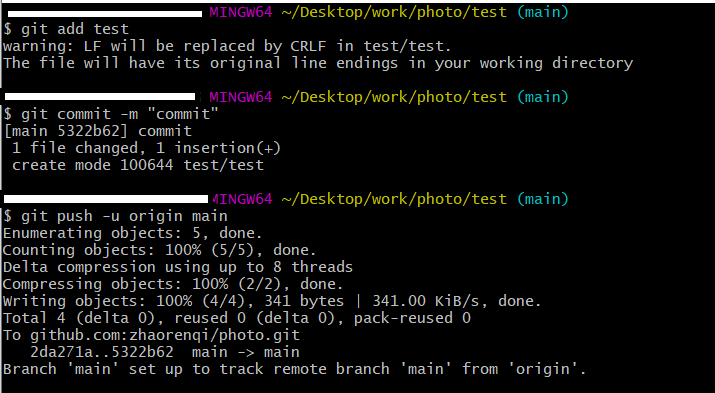 MINGW64 ~/Desktop/work/photo/test (main)
$ git add test
warning: LF will be replaced by CRLF in test/test.
The file will have its original line endings in your working directory
MINGW64 ~/Desktop/work/photo/test (main)
$ git commit -m "commit"
[main 5322b62] commit
1 file changed, 1 insertion(+)
create mode 100644 test/test
MINGW64 ~/Desktop/work/photo/test (main)
$ git push -u origin main
Enumerating objects: 5, done.
Counting objects: 100% (5/5), done.
Delta compression using up to 8 threads
Compressing objects: 100% (2/2), done.
Writing objects: 100% (4/4), 341 bytes | 341.00 KiB/s, done.
Total 4 (delta 0), reused 0 (delta 0), pack-reused 0
To github.com:zhaorenqi/photo.git
2da271a..5322b62  main -> main
Branch 'main' set up to track remote branch 'main' from 'origin'.